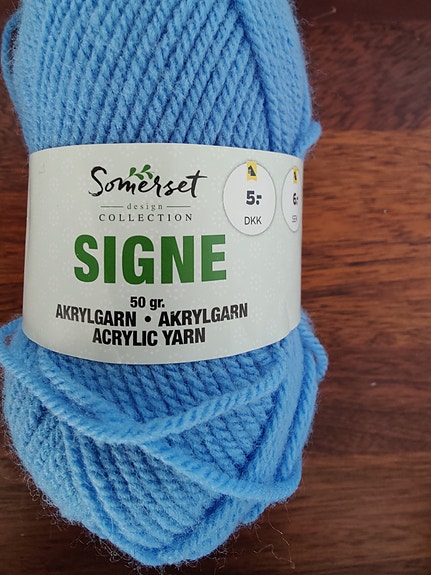 Somerset
design
COLLECTION
5.-
DKK
SIGNE
50 gr.
AKRYLGARN • AKRYLGARN
ACRYLIC YARN